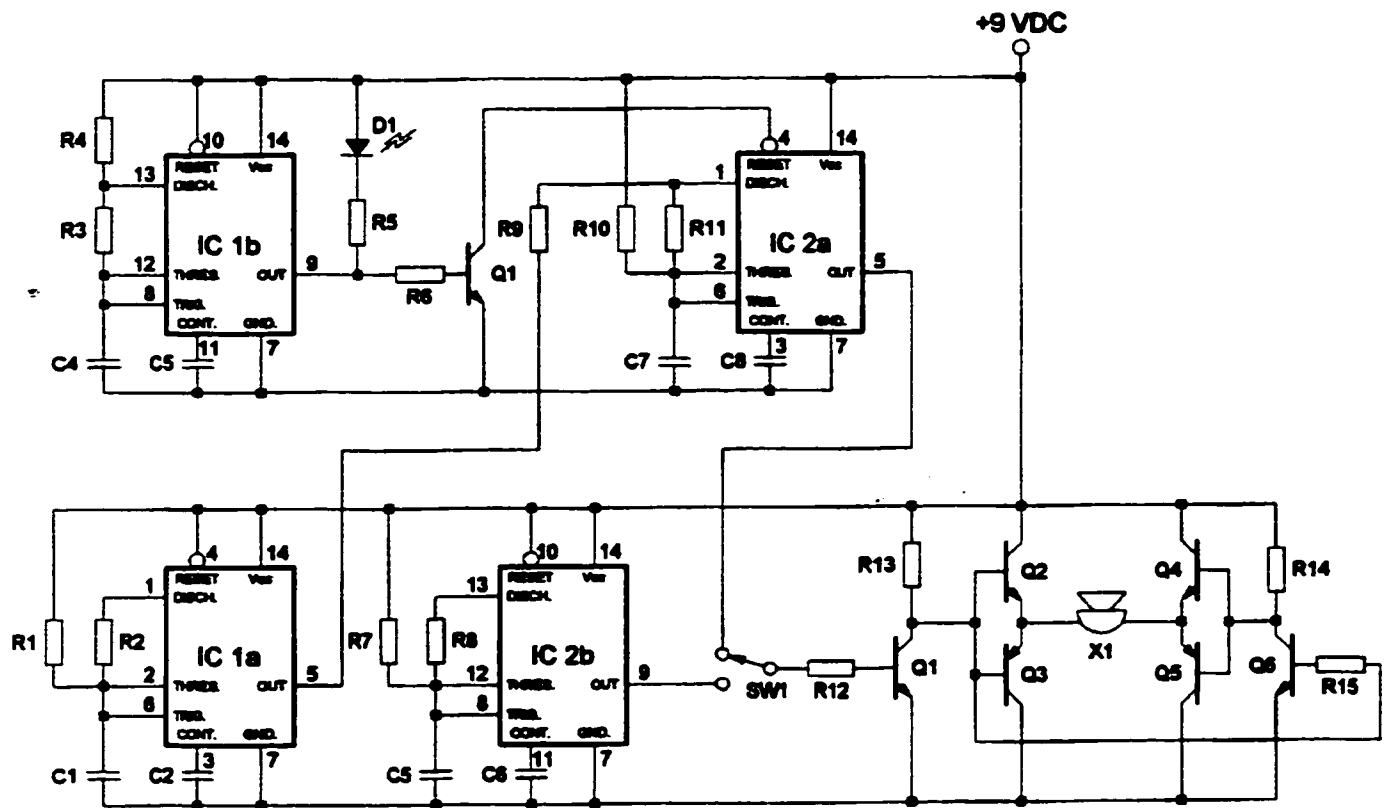 +9 VDC
R4
10
14
RESET
Vcc
13
DISCH.
R3
IC 1b
12
THRES.
OUT
9
8
TRIG.
CONT.
GND.
11
7
C4
C5
D1
R5
R6
Q1
R9
R10
R11
4
14
RESET
Vcc
1
DISCH.
IC 2a
2
THRES.
OUT
5
6
TRIG.
CONT.
GND.
3
7
C7
C8
R1
R2
4
14
RESET
Vcc
1
DISCH.
IC 1a
2
THRES.
OUT
5
6
TRIG.
CONT.
GND.
3
7
C1
C2
R7
R8
10
14
RESET
Vcc
13
DISCH.
IC 2b
12
THRES.
OUT
9
8
TRIG.
CONT.
GND.
11
7
C5
C6
SW1
R12
R13
Q1
Q2
Q3
X1
Q4
Q5
Q6
R14
R15